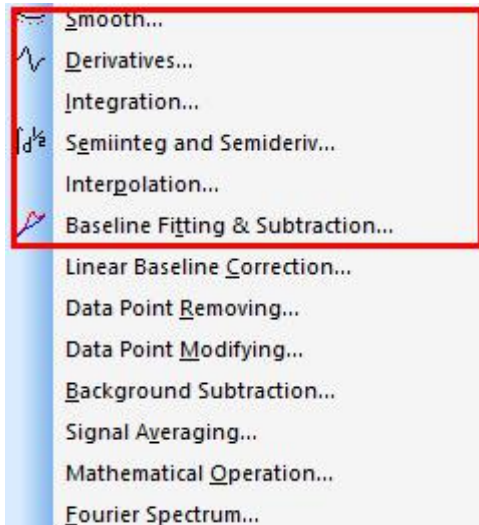 Smooth...
Derivatives...
Integration...
Semiinteg and Semideriv...
Interpolation...
Baseline Fitting & Subtraction...
Linear Baseline Correction...
Data Point Removing...
Data Point Modifying...
Background Subtraction...
Signal Averaging...
Mathematical Operation...
Fourier Spectrum...